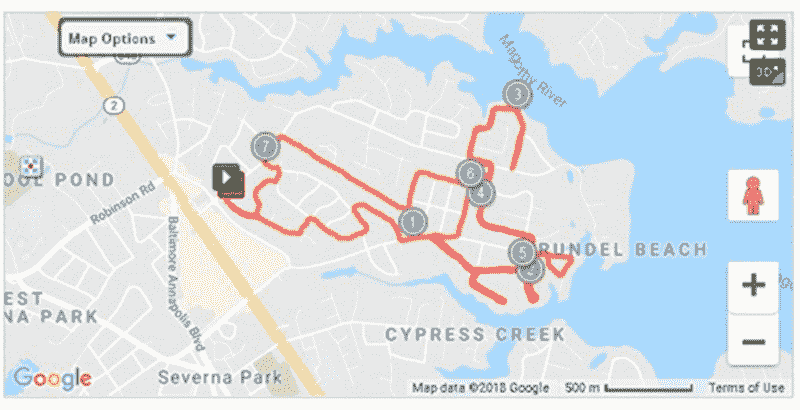 Map Options
Magothy River
3
30°
2
7
OOL POND
6
4
Robinson Rd
1
RUNDEL BEACH
5
Baltimore Annapolis Blvd
EST
NA PARK
CYPRESS CREEK
Severna Park
Google
Map data ©2018 Google
500 m
Terms of Use